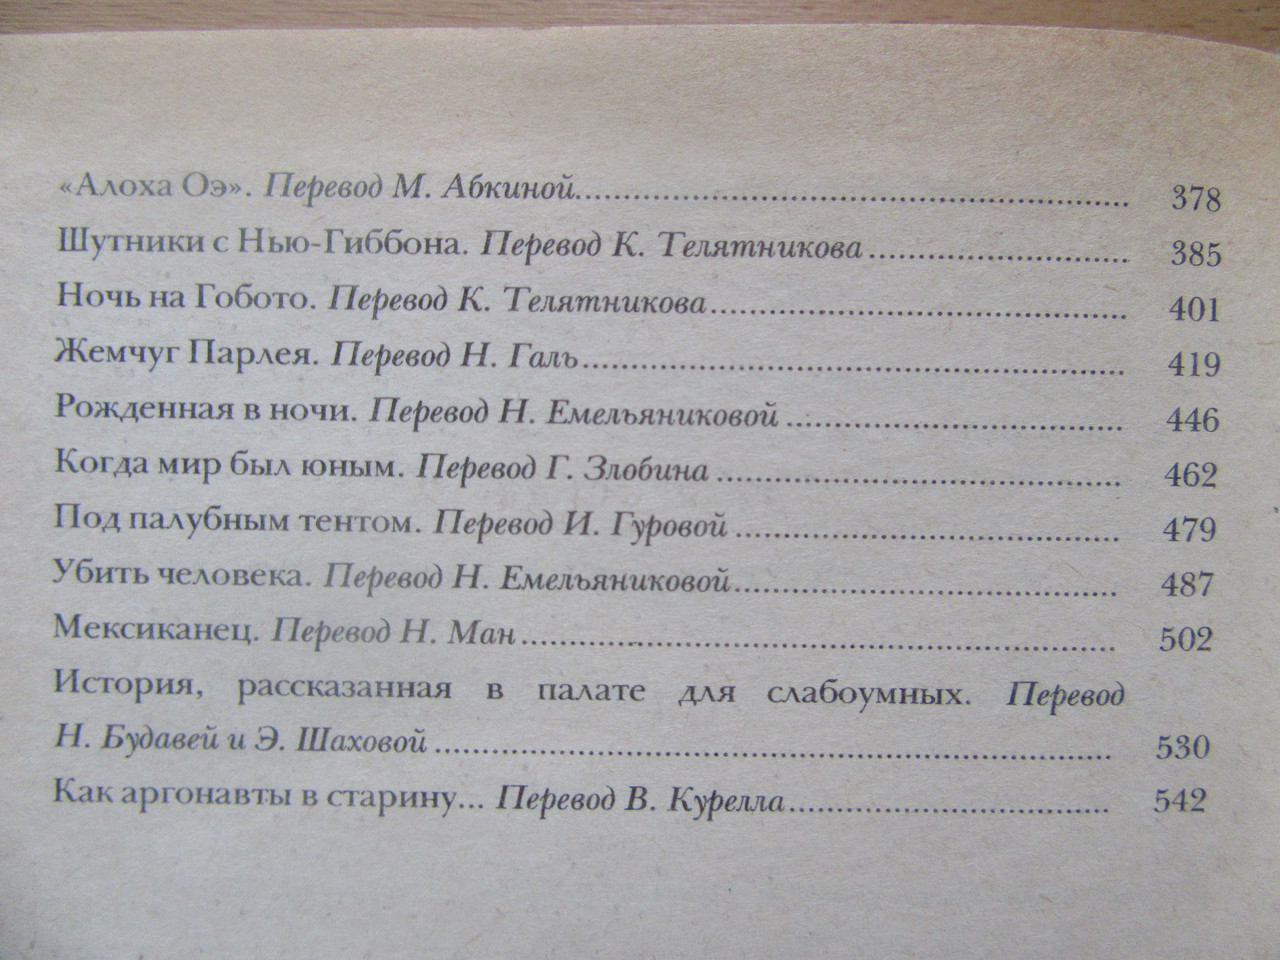 «Алоха Оэ». Перевод М. Абкиной.............................................................. 378
Шутники с Нью-Гиббона. Перевод К. Телятникова.............................. 385
Ночь на Гобото. Перевод К. Телятникова.................................................. 401
Жемчуг Парлея. Перевод Н. Галь................................................................ 419
Рожденная в ночи. Перевод Н. Емельяниковой........................................ 446
Когда мир был юным. Перевод Г. Злобина................................................ 462
Под палубным тентом. Перевод И. Гуровой.............................................. 479
Убить человека. Перевод Н. Емельяниковой.............................................. 487
Мексиканец. Перевод Н. Ман...................................................................... 502
История, рассказанная в палате для слабоумных. Перевод
Н. Будавей и Э. Шаховой.............................................................................. 530
Как аргонавты в старину... Перевод В. Курелла........................................ 542